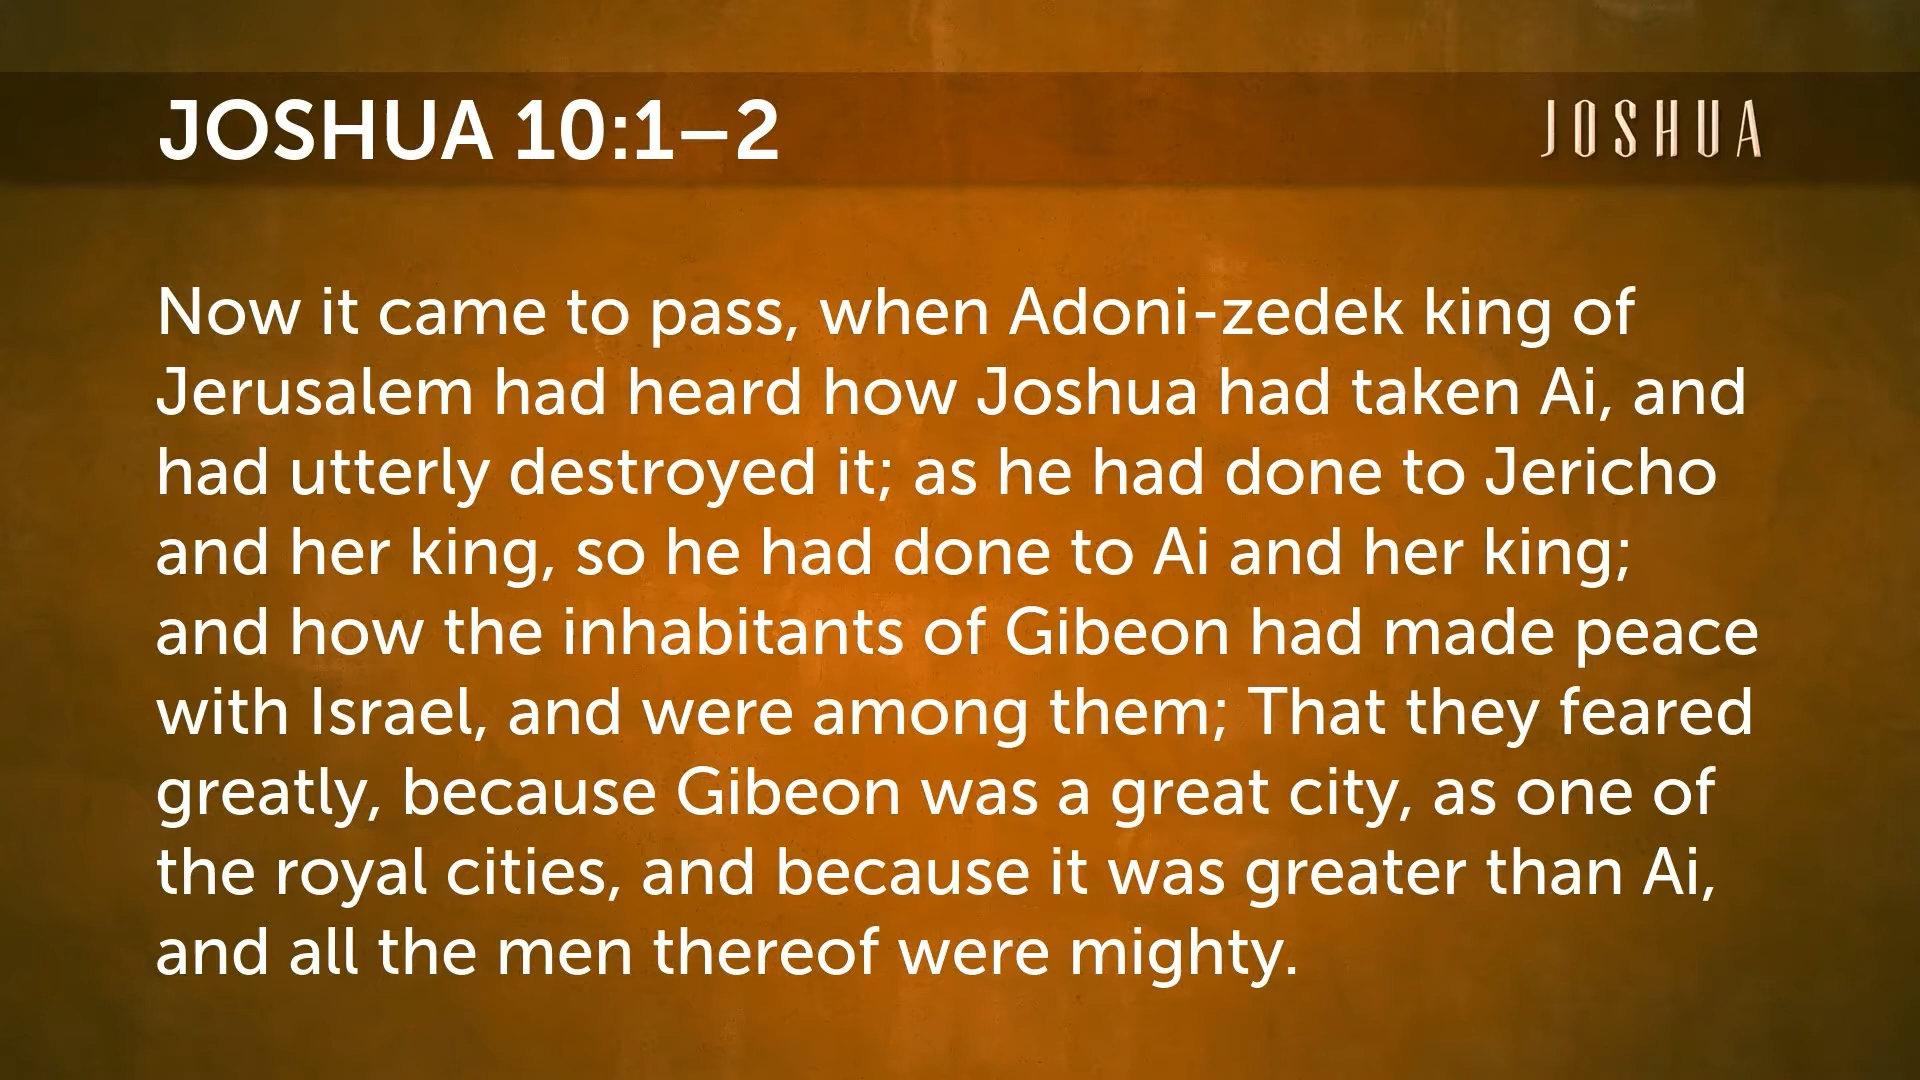 JOSHUA 10:1–2
JOSHUA
Now it came to pass, when Adoni-zedek king of
Jerusalem had heard how Joshua had taken Ai, and
had utterly destroyed it; as he had done to Jericho
and her king, so he had done to Ai and her king;
and how the inhabitants of Gibeon had made peace
with Israel, and were among them; That they feared
greatly, because Gibeon was a great city, as one of
the royal cities, and because it was greater than Ai,
and all the men thereof were mighty.